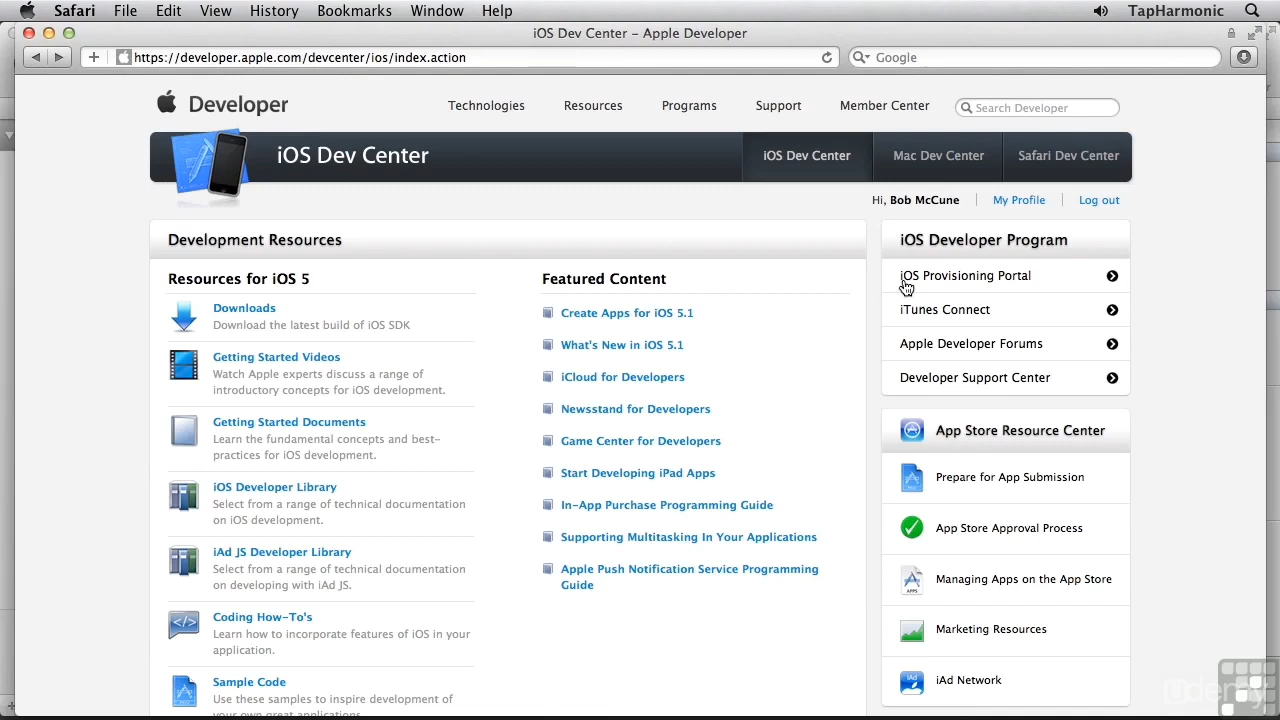 Safari File Edit View History Bookmarks Window Help TapHarmonic
iOS Dev Center – Apple Developer
https://developer.apple.com/devcenter/ios/index.action Google
Developer Technologies Resources Programs Support Member Center Search Developer
iOS Dev Center iOS Dev Center Mac Dev Center Safari Dev Center
Hi, Bob McCune My Profile Log out
Development Resources
Resources for iOS 5
Downloads
Download the latest build of iOS SDK
Getting Started Videos
Watch Apple experts discuss a range of
introductory concepts for iOS development.
Getting Started Documents
Learn the fundamental concepts and best-
practices for iOS development.
iOS Developer Library
Select from a range of technical documentation
on iOS development.
iAd JS Developer Library
Select from a range of technical documentation
on developing with iAd JS.
Coding How-To's
Learn how to incorporate features of iOS in your
application.
Sample Code
Use these samples to inspire development of
your own great applications.
Featured Content
Create Apps for iOS 5.1
What's New in iOS 5.1
iCloud for Developers
Newsstand for Developers
Game Center for Developers
Start Developing iPad Apps
In-App Purchase Programming Guide
Supporting Multitasking In Your Applications
Apple Push Notification Service Programming
Guide
iOS Developer Program
iOS Provisioning Portal
iTunes Connect
Apple Developer Forums
Developer Support Center
App Store Resource Center
Prepare for App Submission
App Store Approval Process
APPS
Managing Apps on the App Store
Marketing Resources
iAd
iAd Network
udemy